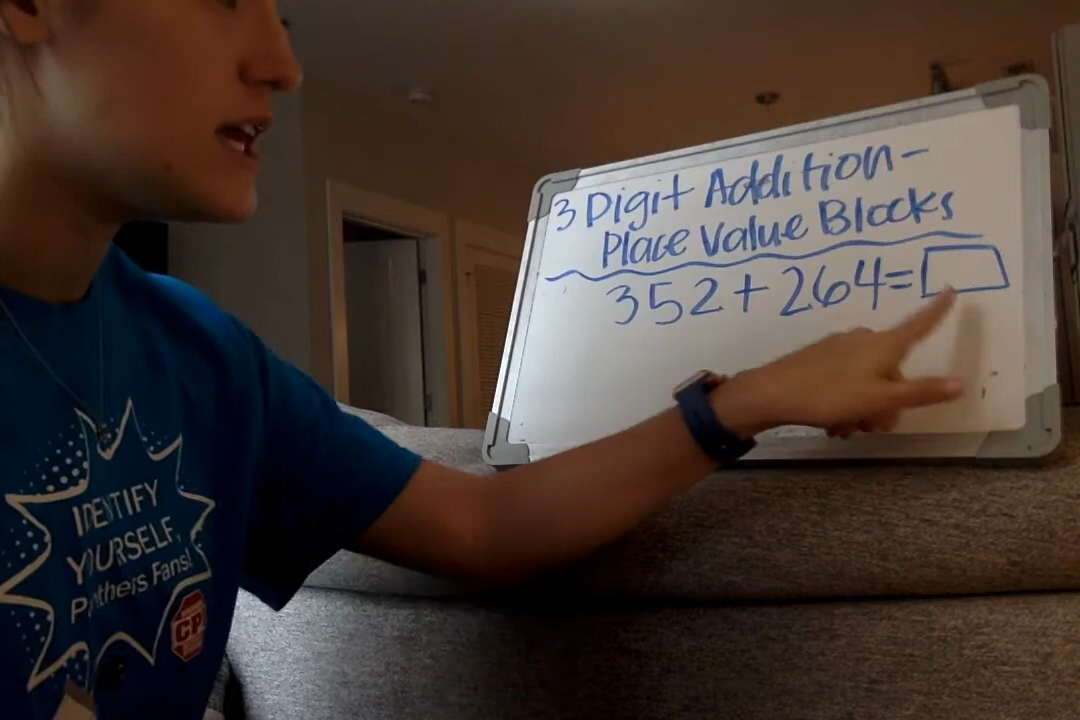 3 Digit Addition-
Place Value Blocks
352+264=
IDENTIFY
YOURSELF,
Panthers Fans!
CP